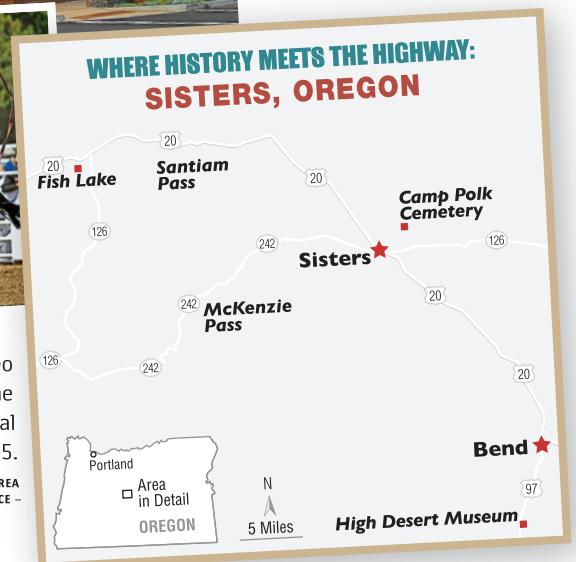 WHERE HISTORY MEETS THE HIGHWAY:
SISTERS, OREGON
20
20
Fish Lake
Santiam
Pass
20
Camp Polk
Cemetery
126
242
Sisters
126
20
242
McKenzie
Pass
126
242
20
Bend
97
High Desert Museum
Portland
Area
in Detail
OREGON
N
5 Miles
5.